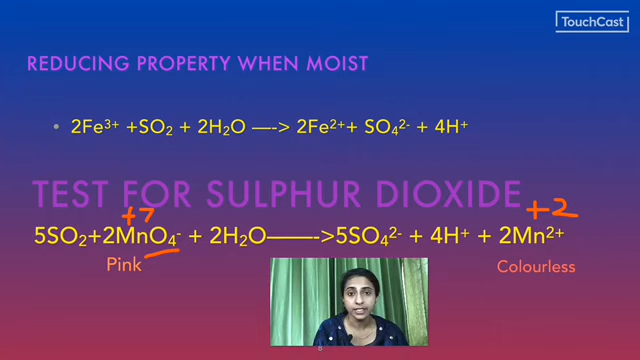 TouchCast
REDUCING PROPERTY WHEN MOIST
• 2Fe³⁺ +SO₂ + 2H₂O —-> 2Fe²⁺+ SO₄²⁻ + 4H⁺
TEST FOR SULPHUR DIOXIDE
+7 +2
5SO₂+2MnO₄⁻ + 2H₂O——->5SO₄²⁻ + 4H⁺ + 2Mn²⁺
Pink Colourless